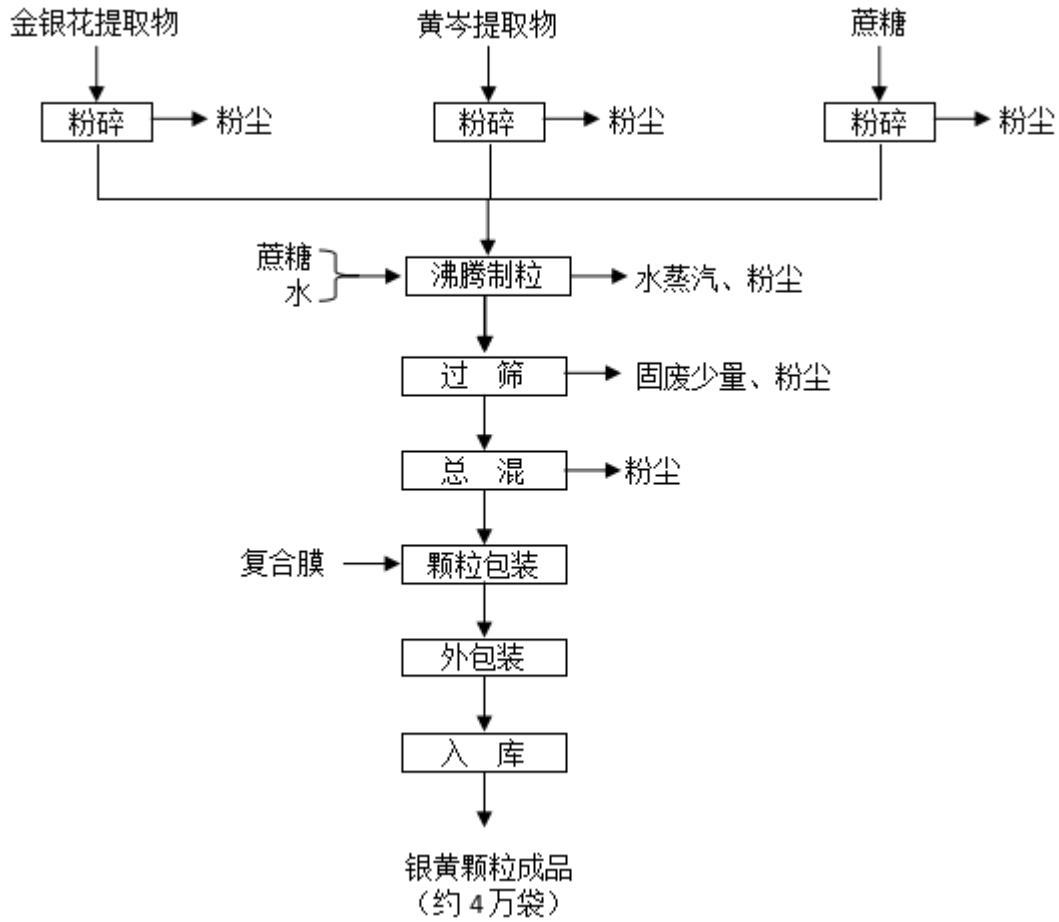 金银花提取物
黄岑提取物
蔗糖
粉碎
粉尘
粉碎
粉尘
粉碎
粉尘
蔗糖
水
沸腾制粒
水蒸汽、粉尘
过 筛
固废少量、粉尘
总 混
粉尘
复合膜
颗粒包装
外包装
入 库
银黄颗粒成品
（约 4 万袋）